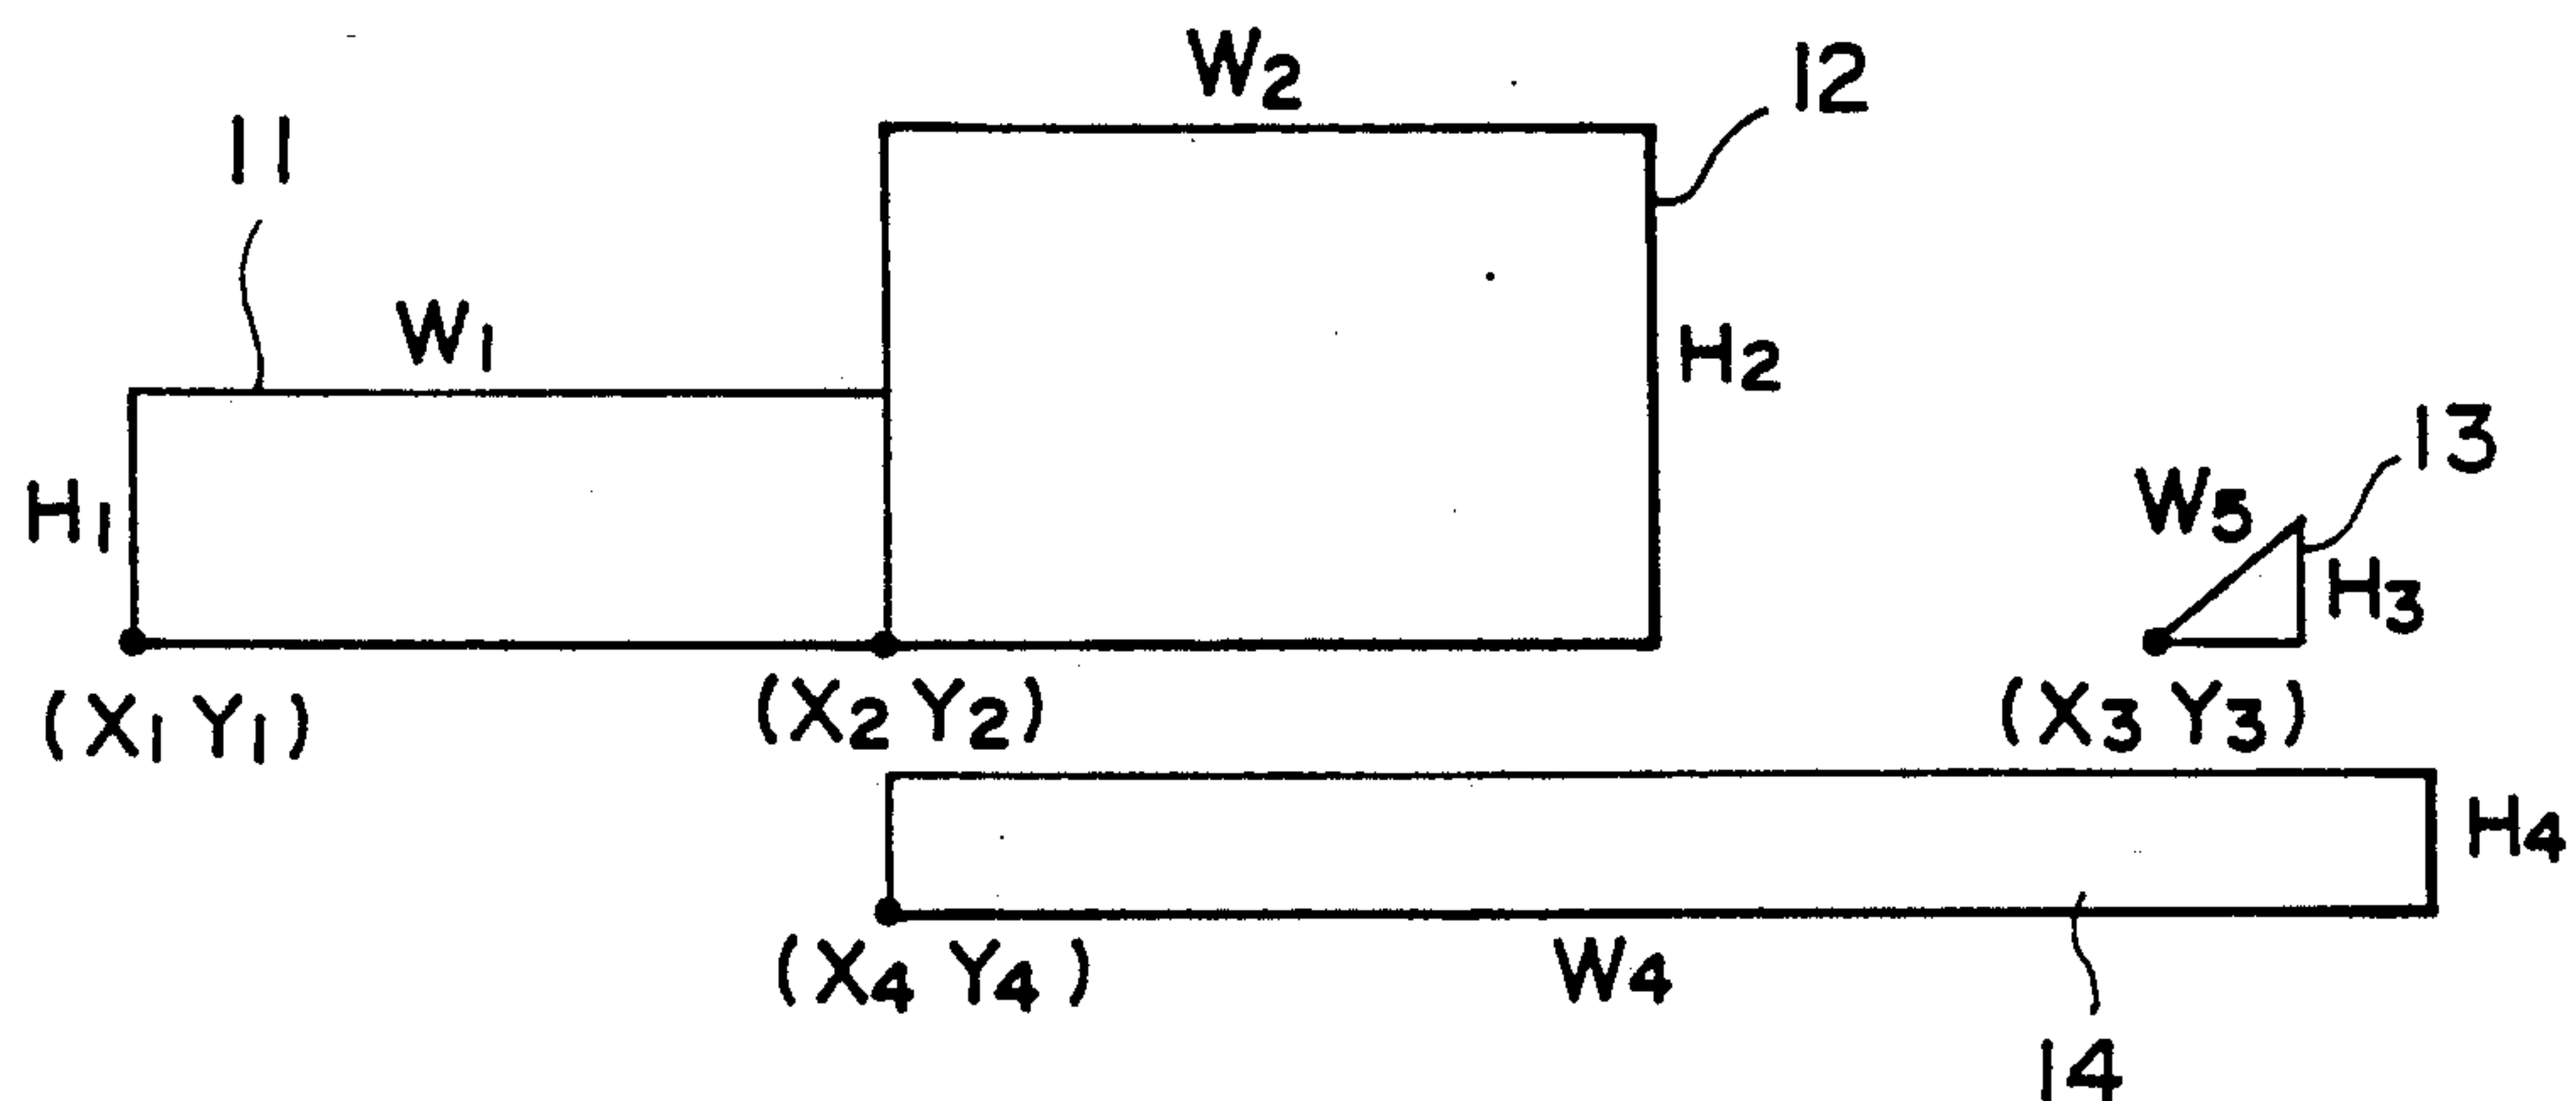 W2
12
11
W1
H2
13
W5
H1
H3
(X1 Y1)
(X2 Y2)
(X3 Y3)
H4
(X4 Y4)
W4
14